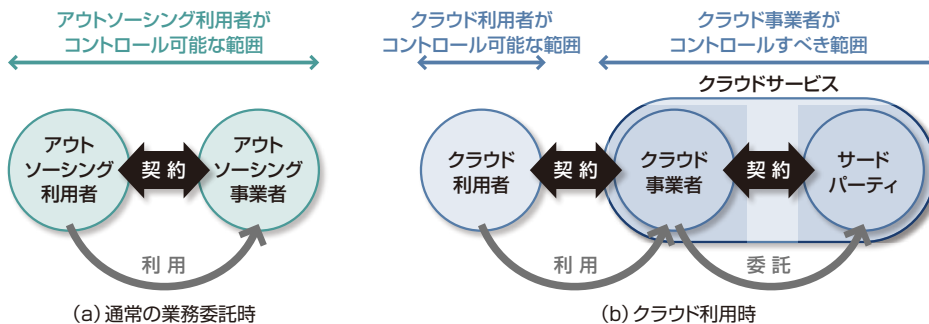 アウトソーシング利用者が
コントロール可能な範囲
クラウド利用者が
コントロール可能な範囲
クラウド事業者が
コントロールすべき範囲
クラウドサービス
アウト
ソーシング
利用者
契約
アウト
ソーシング
事業者
クラウド
利用者
契約
クラウド
事業者
契約
サード
パーティ
利用
利用
委託
(a)通常の業務委託時
(b)クラウド利用時